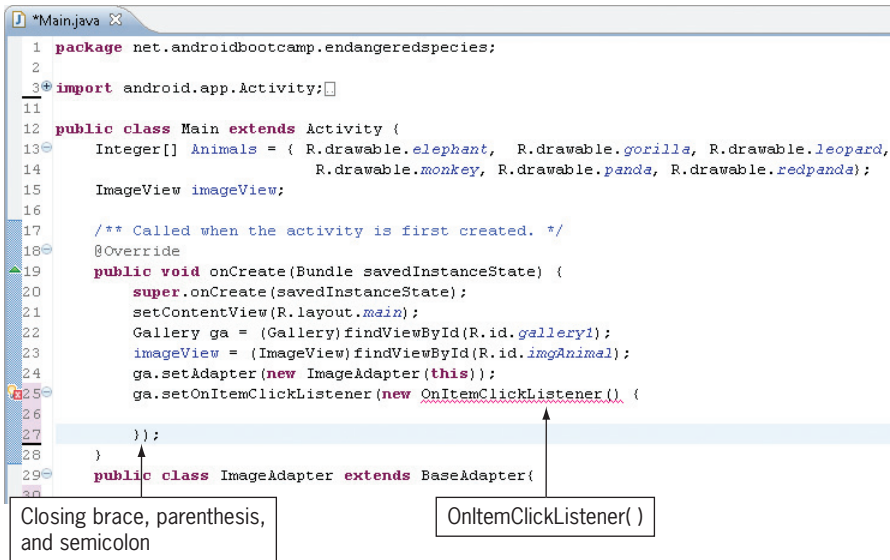 *Main.java
1 package net.androidbootcamp.endangeredspecies;
2
3 import android.app.Activity;
11
12 public class Main extends Activity {
13 Integer[] Animals = { R.drawable.elephant, R.drawable.gorilla, R.drawable.leopard,
14 R.drawable.monkey, R.drawable.panda, R.drawable.redpanda};
15 ImageView imageView;
16
17 /** Called when the activity is first created. */
18 @Override
19 public void onCreate(Bundle savedInstanceState) {
20 super.onCreate(savedInstanceState);
21 setContentView(R.layout.main);
22 Gallery ga = (Gallery)findViewById(R.id.gallery1);
23 imageView = (ImageView)findViewById(R.id.imgAnimal);
24 ga.setAdapter(new ImageAdapter(this));
25 ga.setOnItemClickListener(new OnItemClickListener() {
26
27 });
28 }
29 public class ImageAdapter extends BaseAdapter{
30
Closing brace, parenthesis,
and semicolon
OnItemClickListener( )